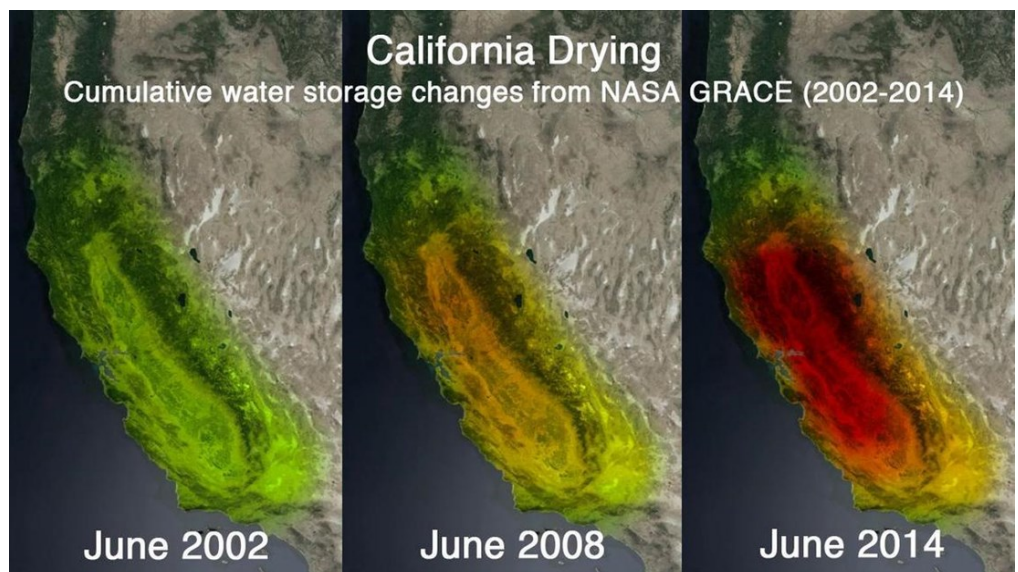 California Drying
Cumulative water storage changes from NASA GRACE (2002-2014)
June 2002
June 2008
June 2014